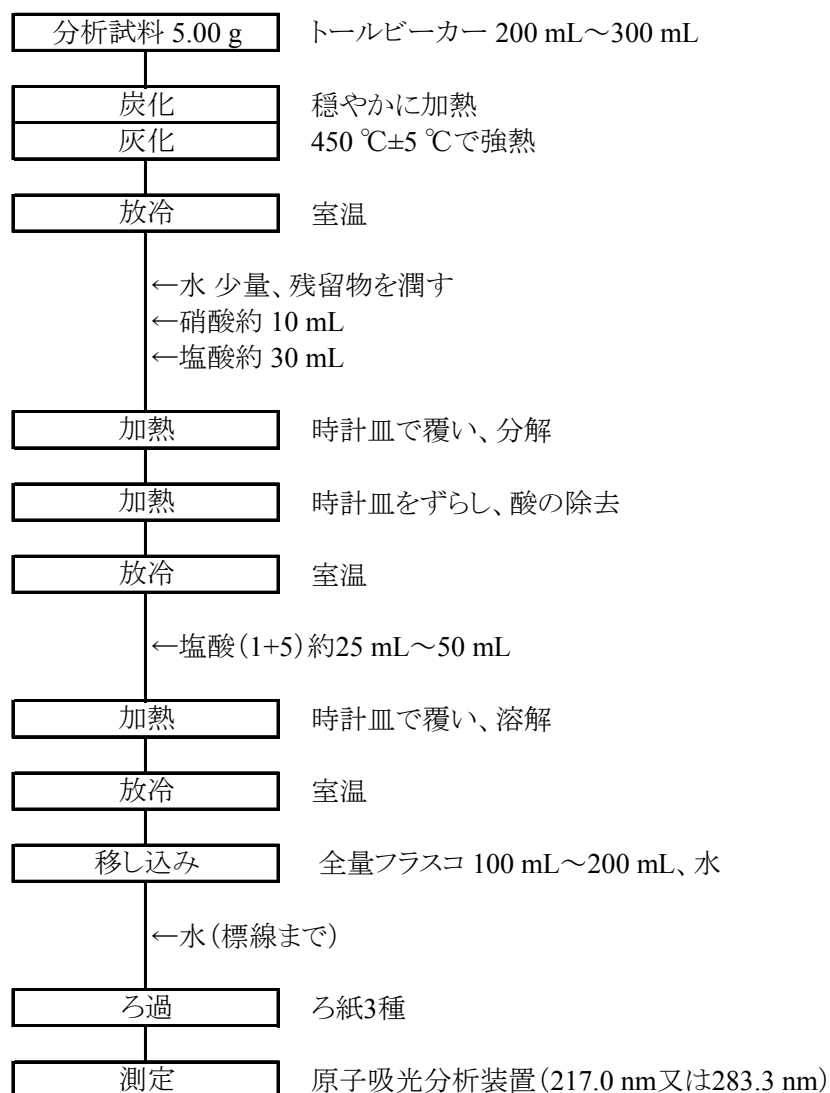 分析試料 5.00 g トールビーカー 200 mL～300 mL
炭化 穏やかに加熱
灰化 450 ℃±5 ℃で強熱
放冷 室温
←水 少量、残留物を潤す
←硝酸約 10 mL
←塩酸約 30 mL
加熱 時計皿で覆い、分解
加熱 時計皿をずらし、酸の除去
放冷 室温
←塩酸（1+5）約25 mL～50 mL
加熱 時計皿で覆い、溶解
放冷 室温
移し込み 全量フラスコ 100 mL～200 mL、水
←水（標線まで）
ろ過 ろ紙3種
測定 原子吸光分析装置（217.0 nm又は283.3 nm）